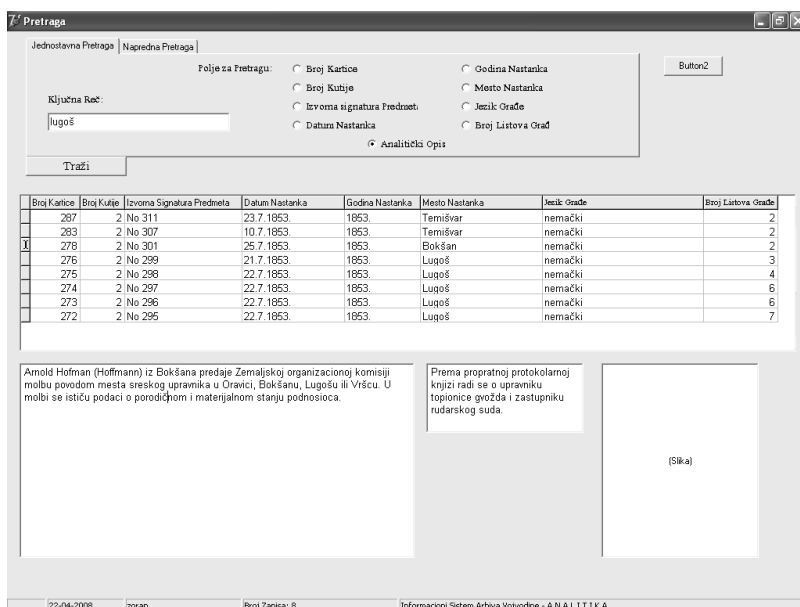 Pretraga
Jednostavna Pretraga Napredna Pretraga
Polje za Pretragu: Broj Kartice Godina Nastanka Button2
Broj Kutije Mesto Nastanka
Ključna Reč: Izvorna signatura Predmeta Jezik Građe
lugoš Datum Nastanka Broj Listova Građ
Analitički Opis
Traži
Broj Kartice Broj Kutije Izvorna Signatura Predmeta Datum Nastanka Godina Nastanka Mesto Nastanka Jezik Građe Broj Listova Građe
287 2 No 311 23.7.1853. 1853. Temišvar nemački 2
283 2 No 307 10.7.1853. 1853. Temišvar nemački 2
278 2 No 301 25.7.1853. 1853. Bokšan nemački 2
276 2 No 299 21.7.1853. 1853. Lugoš nemački 3
275 2 No 298 22.7.1853. 1853. Lugoš nemački 4
274 2 No 297 22.7.1853. 1853. Lugoš nemački 6
273 2 No 296 22.7.1853. 1853. Lugoš nemački 6
272 2 No 295 22.7.1853. 1853. Lugoš nemački 7
Arnold Hofman (Hoffmann) iz Bokšana predaje Zemaljskoj organizacionoj komisiji
molbu povodom mesta sreskog upravnika u Oravici, Bokšanu, Lugošu ili Vršcu. U
molbi se ističu podaci o porodičnom i materijalnom stanju podnosioca.
Prema propratnoj protokolarnoj
knjizi radi se o upravniku
topionice gvožđa i zastupniku
rudarskog suda.
(Slika)
22-04-2008 zoran Broj Zapisa: 8 Informacioni Sistem Arhiva Vojvodine - A N A L I T I K A